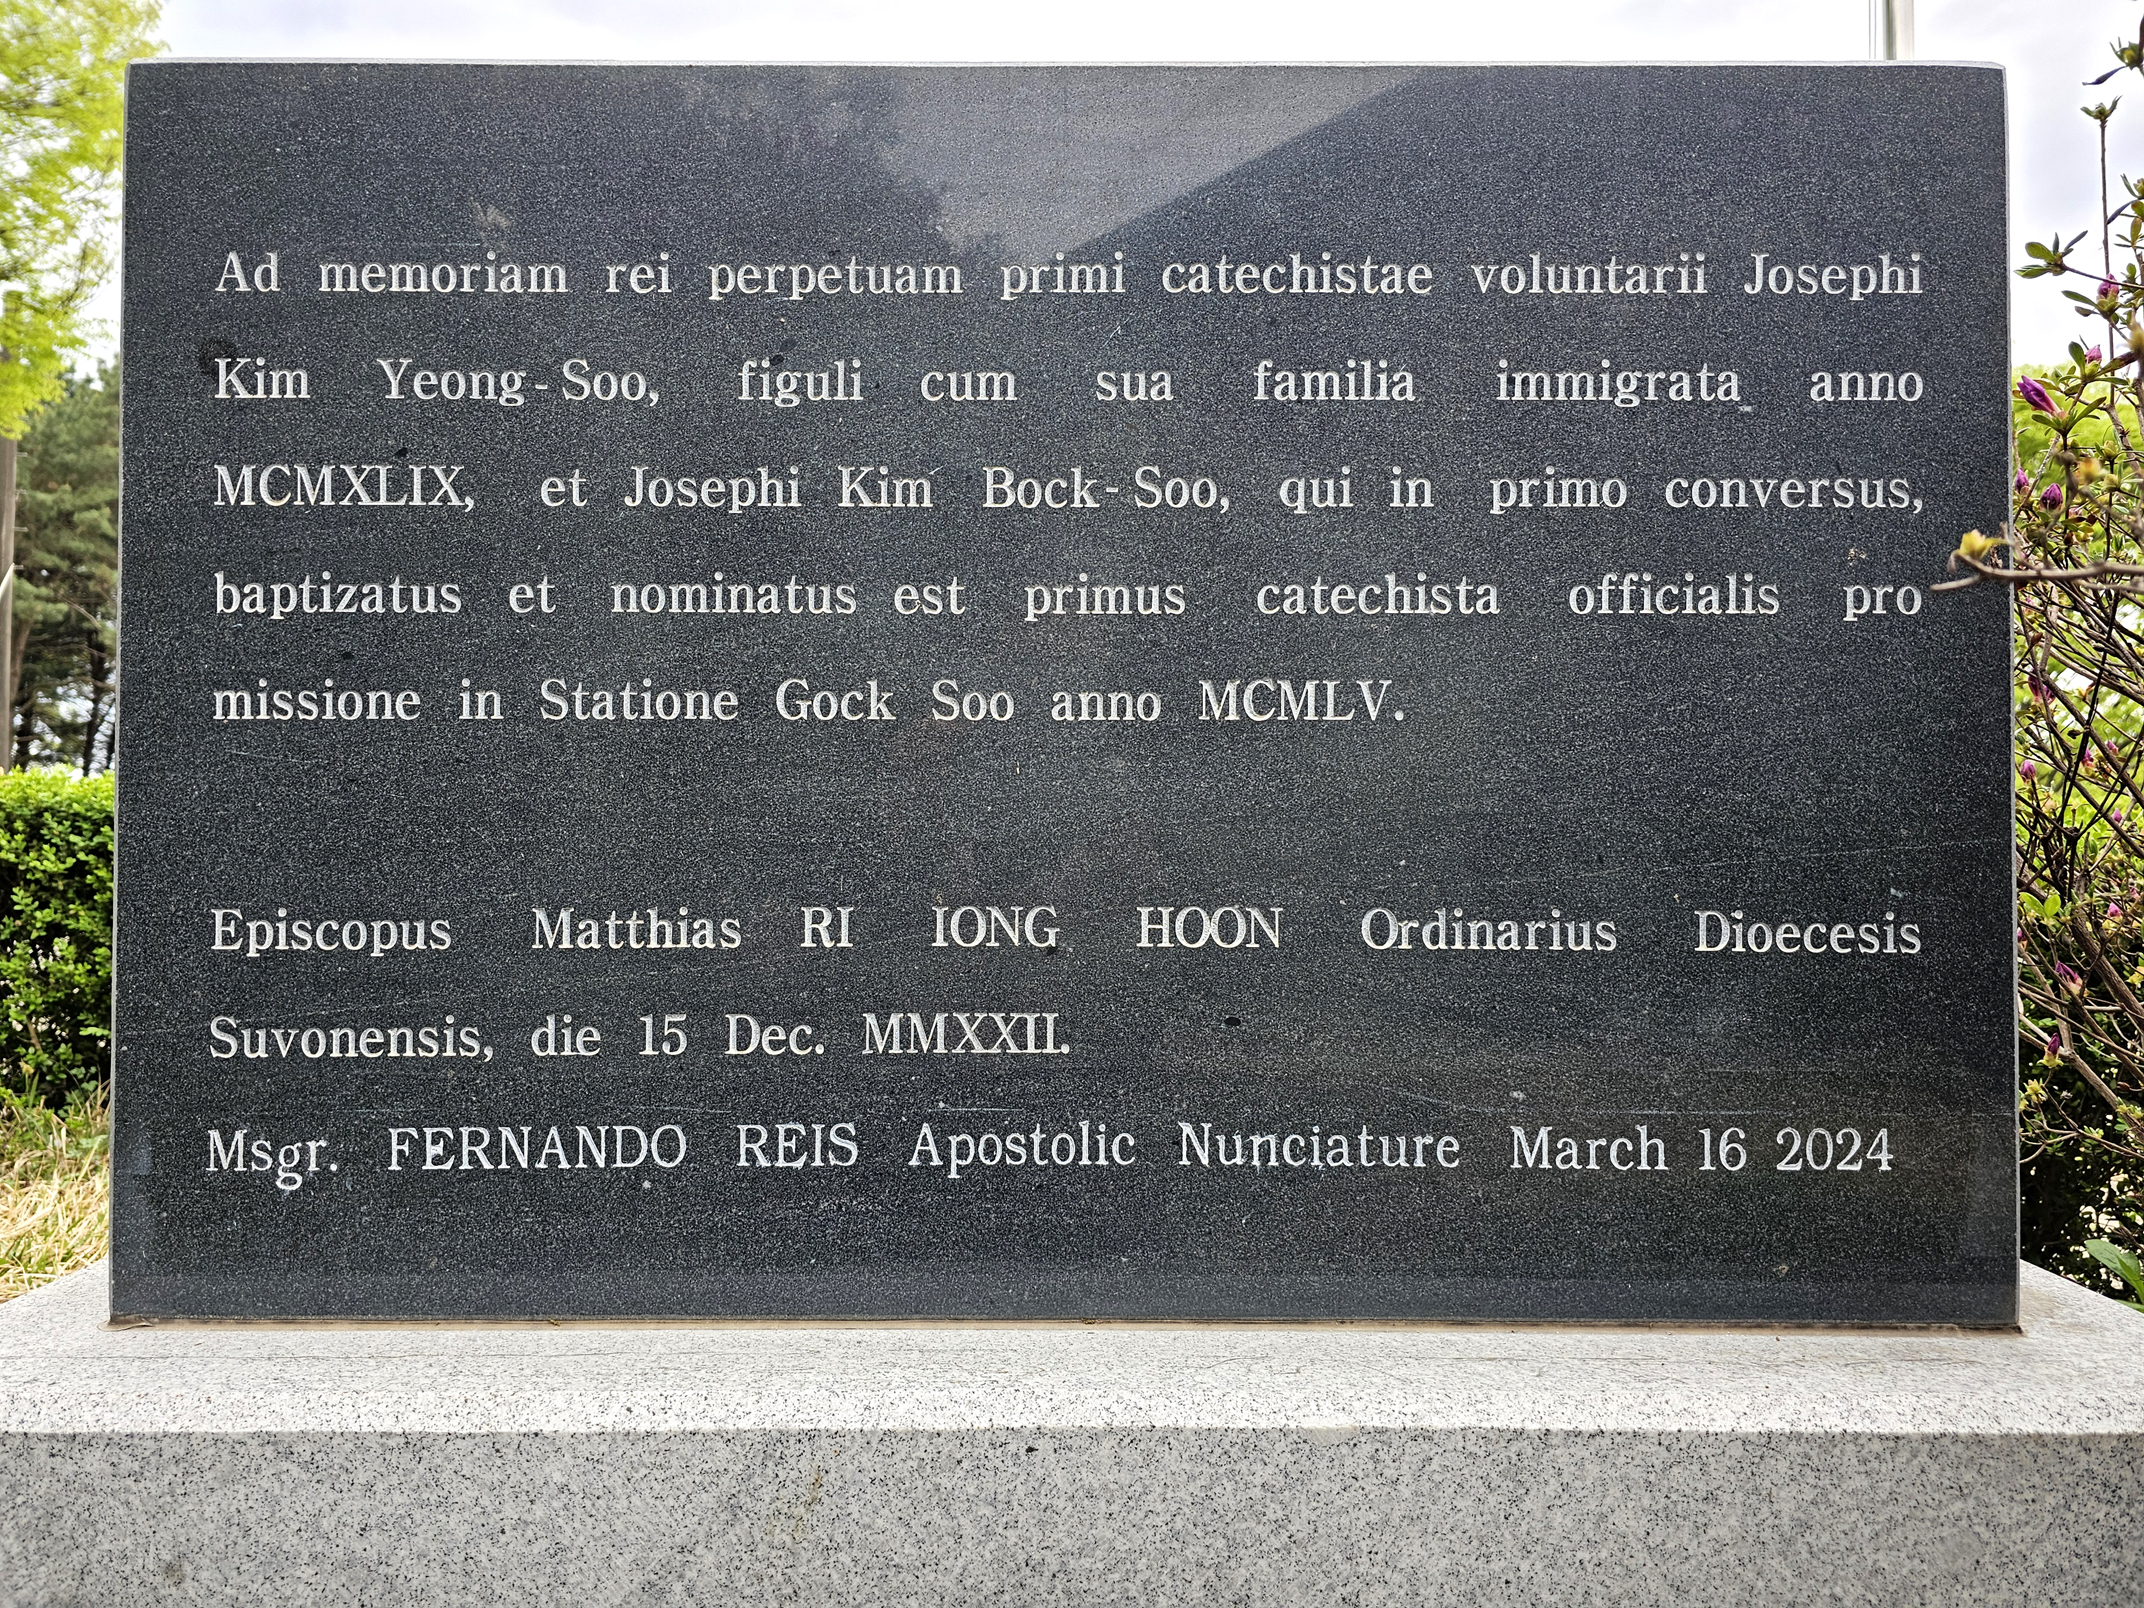 Ad memoriam rei perpetuam primi catechistae voluntarii Josephi
Kim Yeong-Soo, figuli cum sua familia immigrata anno
MCMXLIX, et Josephi Kim Bock-Soo, qui in primo conversus,
baptizatus et nominatus est primus catechista officialis pro
missione in Statione Gock Soo anno MCMLV.
Episcopus Matthias RI IONG HOON Ordinarius Dioecesis
Suvonensis, die 15 Dec. MMXXII.
Msgr. FERNANDO REIS Apostolic Nunciature March 16 2024